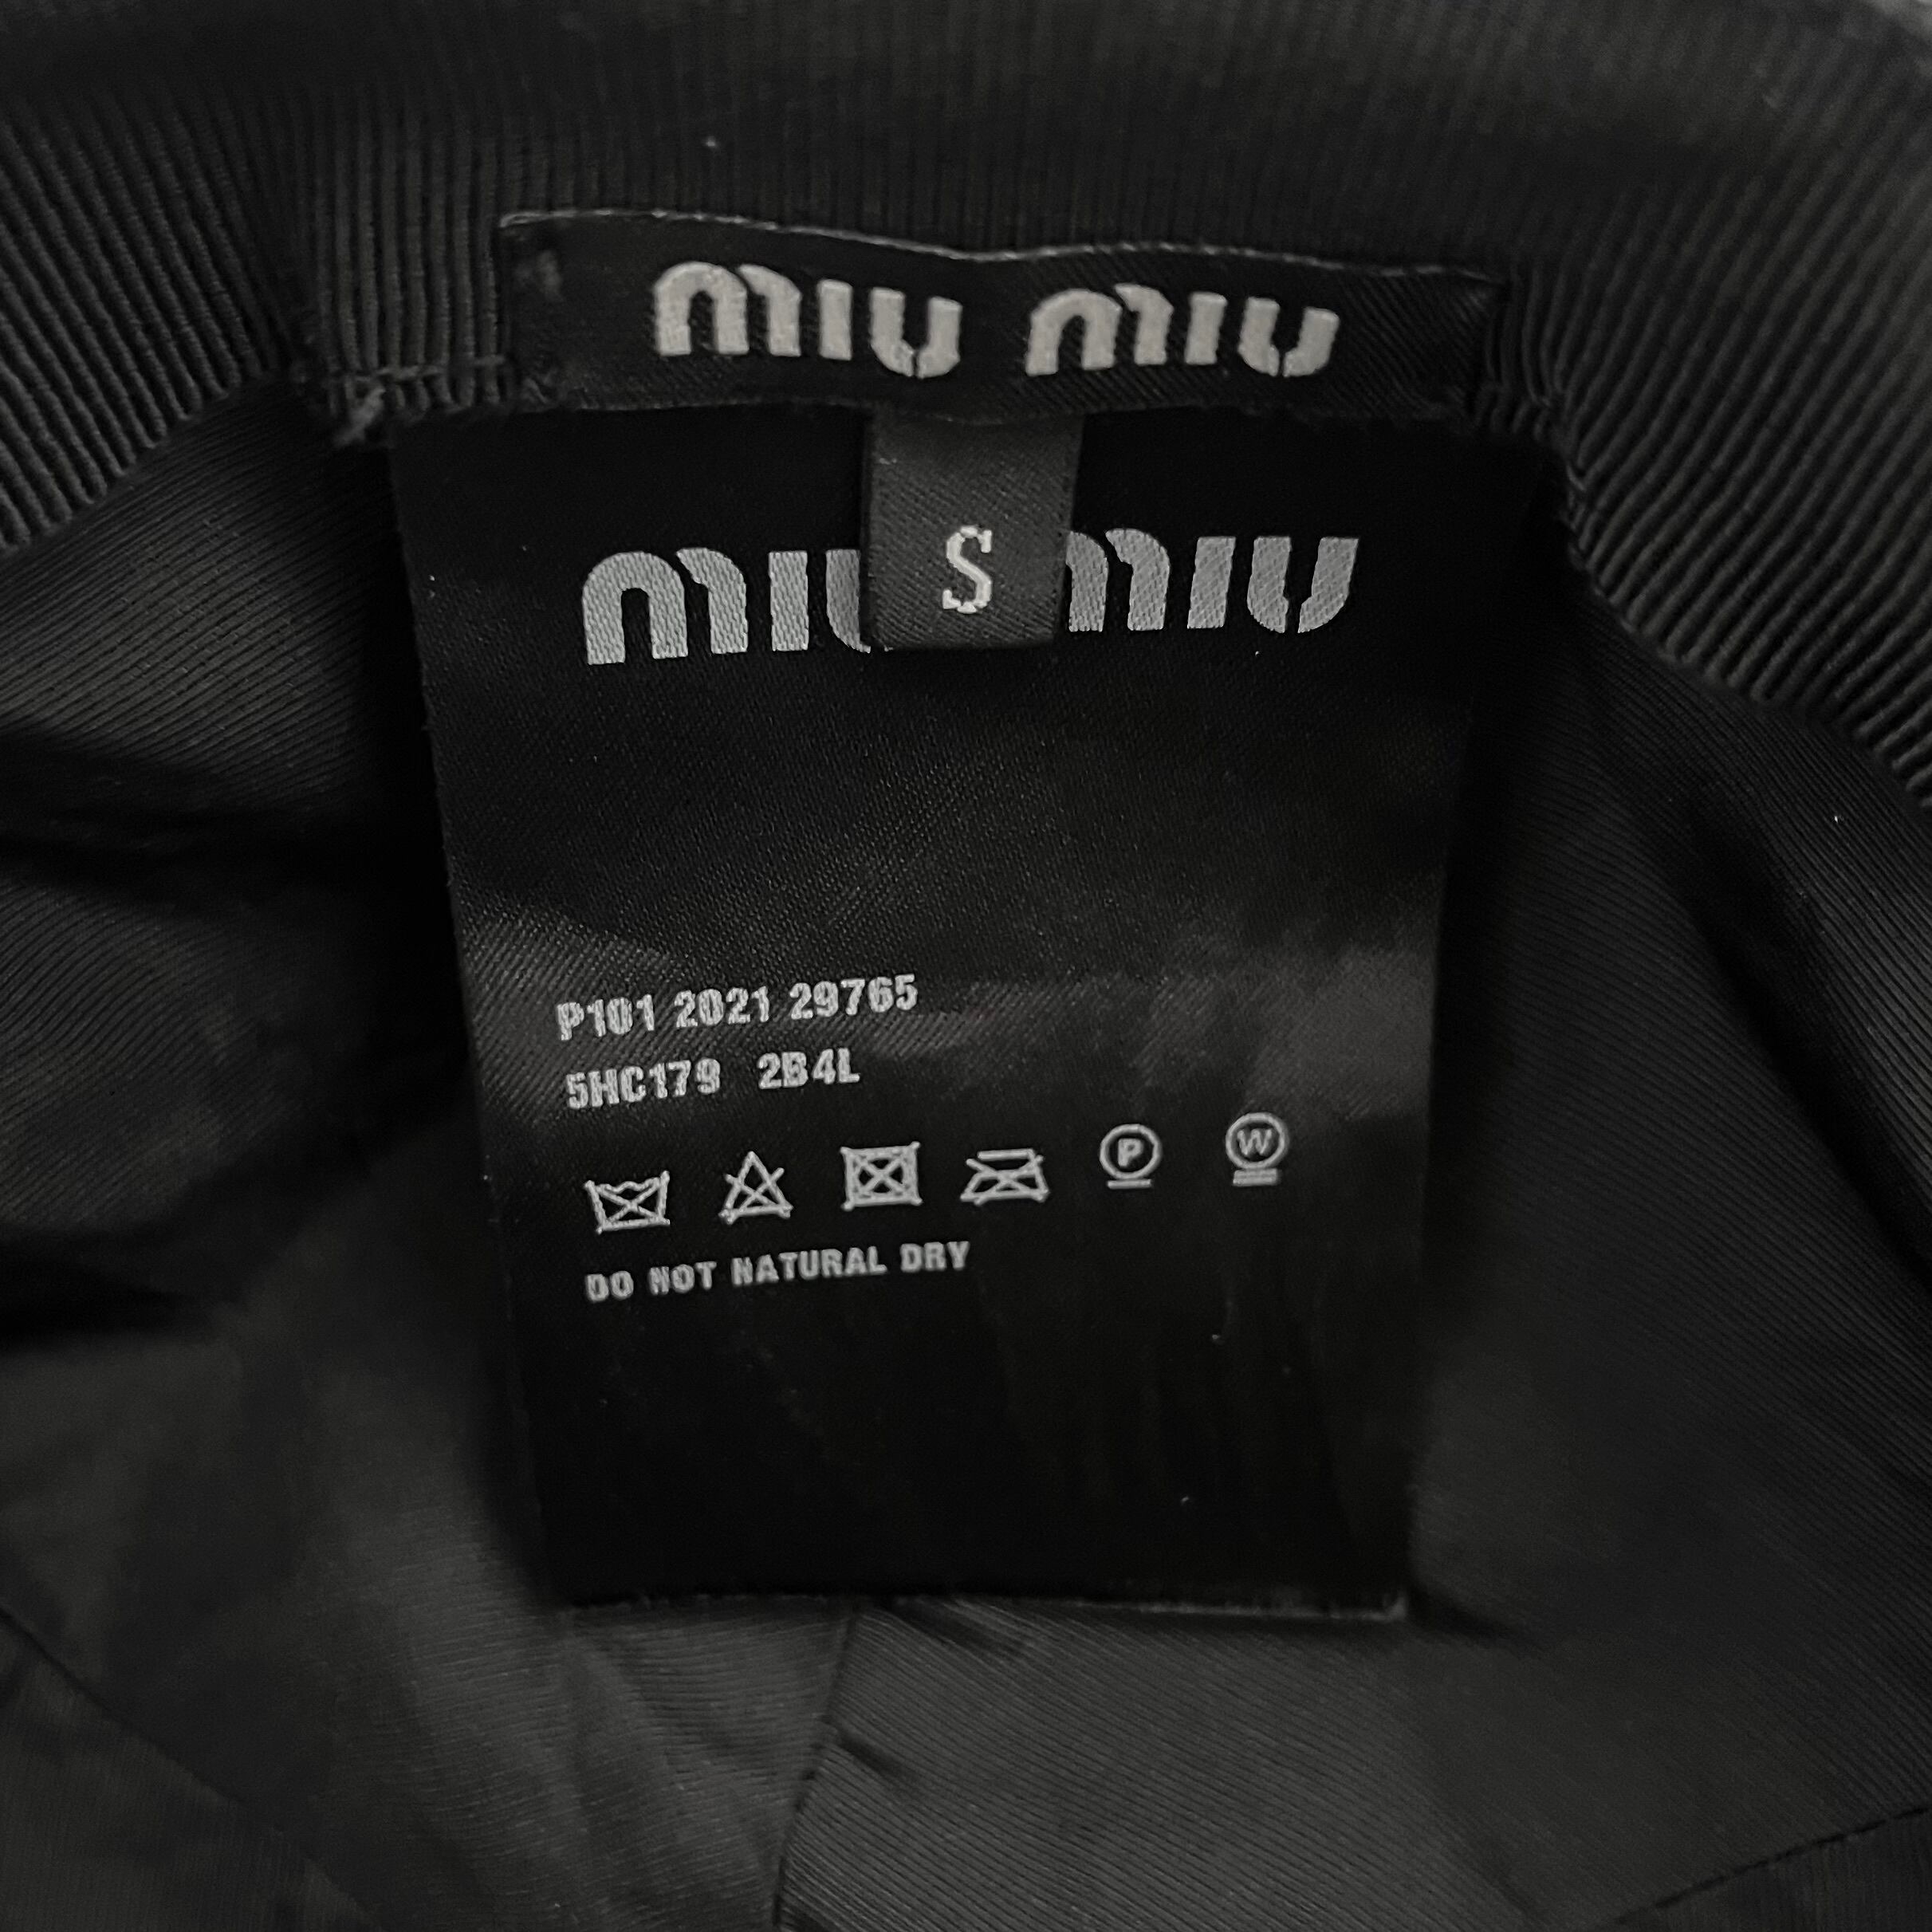 miu miu
S
miu miu
P101 2021 29765
5HC179 2B4L
P W
DO NOT NATURAL DRY